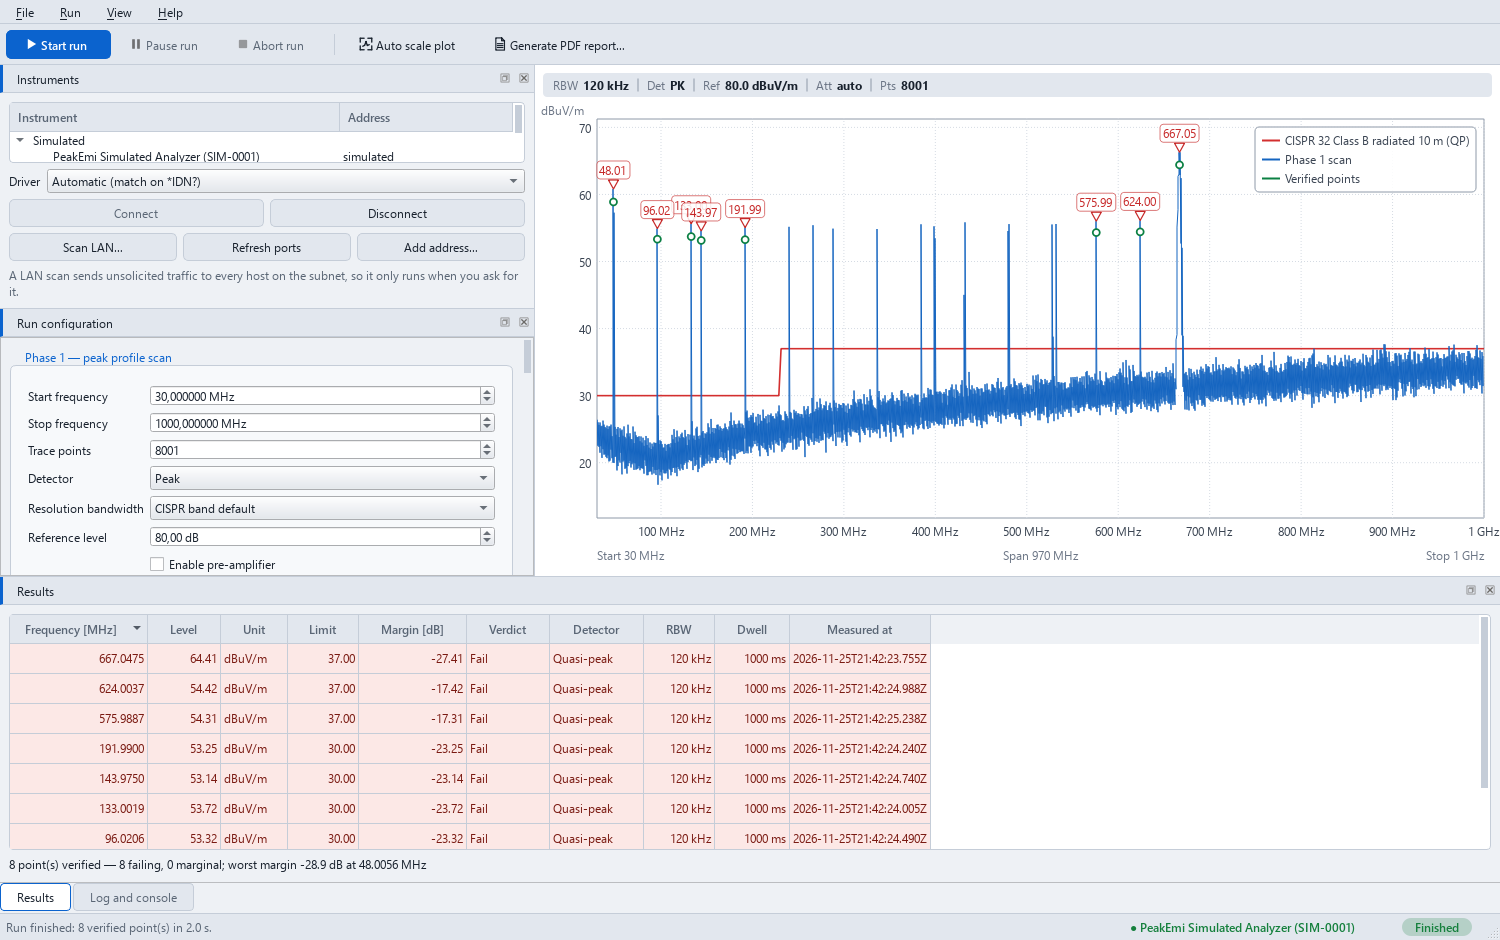 File Run View Help
Start run Pause run Abort run Auto scale plot Generate PDF report...
Instruments
Instrument Address
Simulated
PeakEmi Simulated Analyzer (SIM-0001) simulated
Driver Automatic (match on *IDN?)
Connect Disconnect
Scan LAN... Refresh ports Add address...
A LAN scan sends unsolicited traffic to every host on the subnet, so it only runs when you ask for
it.
Run configuration
Phase 1 — peak profile scan
Start frequency 30,000000 MHz
Stop frequency 1000,000000 MHz
Trace points 8001
Detector Peak
Resolution bandwidth CISPR band default
Reference level 80,00 dB
Enable pre-amplifier
RBW 120 kHz Det PK Ref 80.0 dBuV/m Att auto Pts 8001
dBuV/m
70
60
50
40
30
20
48.01
96.02
143.97
191.99
575.99
624.00
667.05
CISPR 32 Class B radiated 10 m (QP)
Phase 1 scan
Verified points
100 MHz 200 MHz 300 MHz 400 MHz 500 MHz 600 MHz 700 MHz 800 MHz 900 MHz 1 GHz
Start 30 MHz Span 970 MHz Stop 1 GHz
Results
Frequency [MHz] Level Unit Limit Margin [dB] Verdict Detector RBW Dwell Measured at
667.0475 64.41 dBuV/m 37.00 -27.41 Fail Quasi-peak 120 kHz 1000 ms 2026-11-25T21:42:23.755Z
624.0037 54.42 dBuV/m 37.00 -17.42 Fail Quasi-peak 120 kHz 1000 ms 2026-11-25T21:42:24.988Z
575.9887 54.31 dBuV/m 37.00 -17.31 Fail Quasi-peak 120 kHz 1000 ms 2026-11-25T21:42:25.238Z
191.9900 53.25 dBuV/m 30.00 -23.25 Fail Quasi-peak 120 kHz 1000 ms 2026-11-25T21:42:24.240Z
143.9750 53.14 dBuV/m 30.00 -23.14 Fail Quasi-peak 120 kHz 1000 ms 2026-11-25T21:42:24.740Z
133.0019 53.72 dBuV/m 30.00 -23.72 Fail Quasi-peak 120 kHz 1000 ms 2026-11-25T21:42:24.005Z
96.0206 53.32 dBuV/m 30.00 -23.32 Fail Quasi-peak 120 kHz 1000 ms 2026-11-25T21:42:24.490Z
8 point(s) verified — 8 failing, 0 marginal; worst margin -28.9 dB at 48.0056 MHz
Results Log and console
Run finished: 8 verified point(s) in 2.0 s. PeakEmi Simulated Analyzer (SIM-0001) Finished